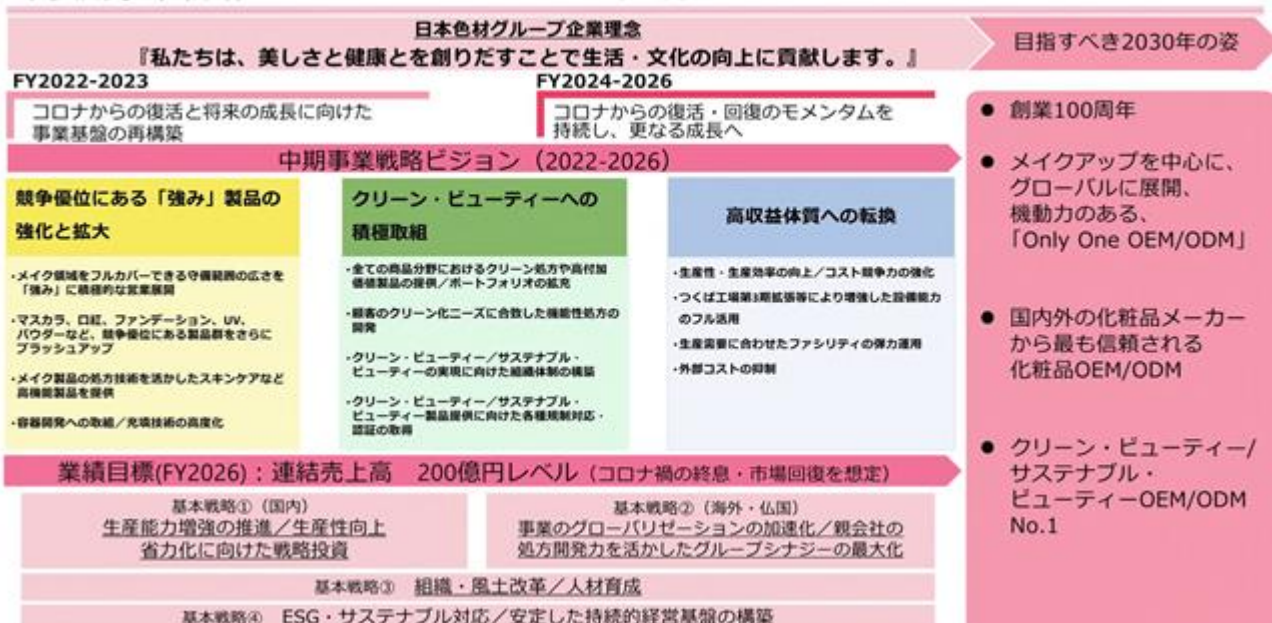 日本色材グループ企業理念
『私たちは、美しさと健康とを創りだすことで生活・文化の向上に貢献します。』
目指すべき2030年の姿
FY2022-2023
コロナからの復活と将来の成長に向けた
事業基盤の再構築
FY2024-2026
コロナからの復活・回復のモメンタムを
持続し、更なる成長へ
中期事業戦略ビジョン（2022-2026）
競争優位にある「強み」製品の
強化と拡大
・メイク領域をフルカバーできる守備範囲の広さを
「強み」に積極的な営業展開
・マスカラ、口紅、ファンデーション、UV、
パウダーなど、競争優位にある製品群をさらに
ブラッシュアップ
・メイク製品の処方技術を活かしたスキンケアなど
高機能製品を提供
・容器開発への取組／充填技術の高度化
クリーン・ビューティーへの
積極取組
・全ての商品分野におけるクリーン処方や高付加
価値製品の提供／ポートフォリオの拡充
・顧客のクリーン化ニーズに合致した機能性処方の
開発
・クリーン・ビューティー／サステナブル・
ビューティーの実現に向けた組織体制の構築
・クリーン・ビューティー／サステナブル・
ビューティー製品提供に向けた各種規制対応・
認証の取得
高収益体質への転換
・生産性・生産効率の向上／コスト競争力の強化
・つくば工場第3期拡張等により増強した設備能力
のフル活用
・生産需要に合わせたファシリティの弾力運用
・外部コストの抑制
業績目標(FY2026)：連結売上高　200億円レベル（コロナ禍の終息・市場回復を想定）
基本戦略①（国内）
生産能力増強の推進／生産性向上
省力化に向けた戦略投資
基本戦略②（海外・仏国）
事業のグローバリゼーションの加速化／親会社の
処方開発力を活かしたグループシナジーの最大化
基本戦略③　組織・風土改革／人材育成
基本戦略④　ESG・サステナブル対応／安定した持続的経営基盤の構築
● 創業100周年
● メイクアップを中心に、
グローバルに展開、
機動力のある、
「Only One OEM/ODM」
● 国内外の化粧品メーカー
から最も信頼される
化粧品OEM/ODM
● クリーン・ビューティー/
サステナブル・
ビューティーOEM/ODM
No.1